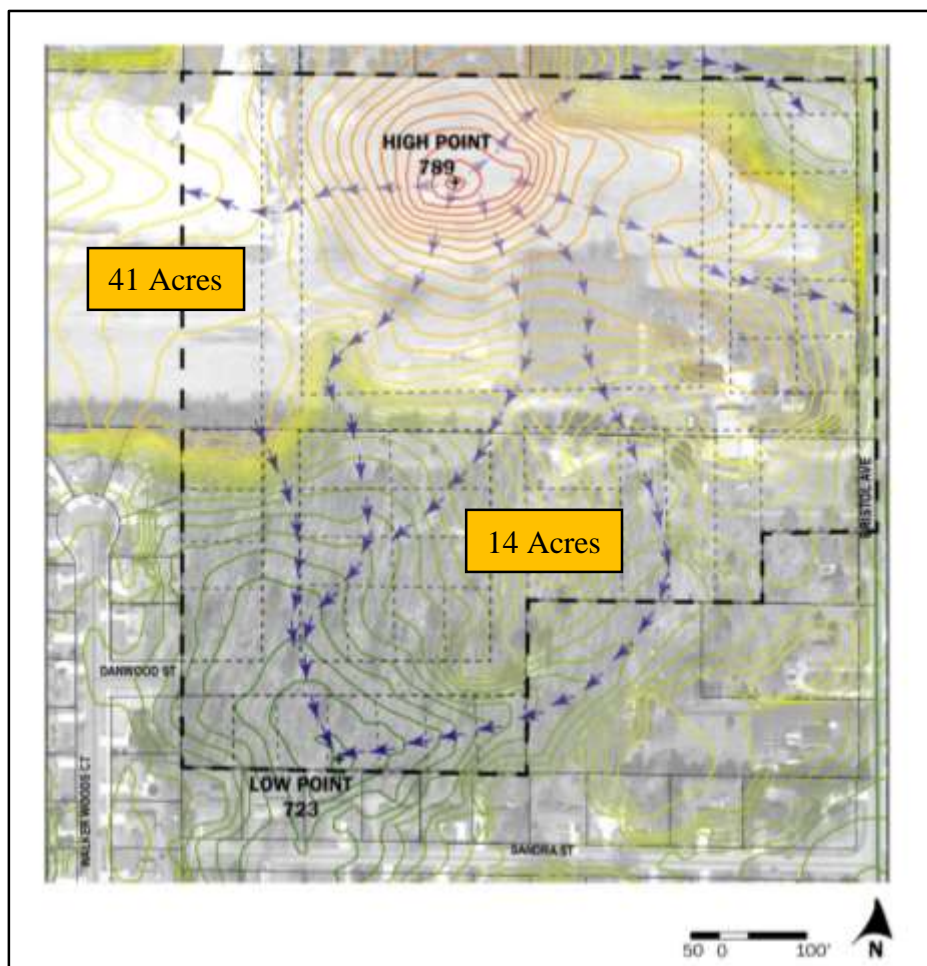 HIGH POINT
789
41 Acres
14 Acres
BRISTOL AVE
DANWOOD ST
WALKER WOODS CT
LOW POINT
723
SANDRA ST
50 0 100'
N